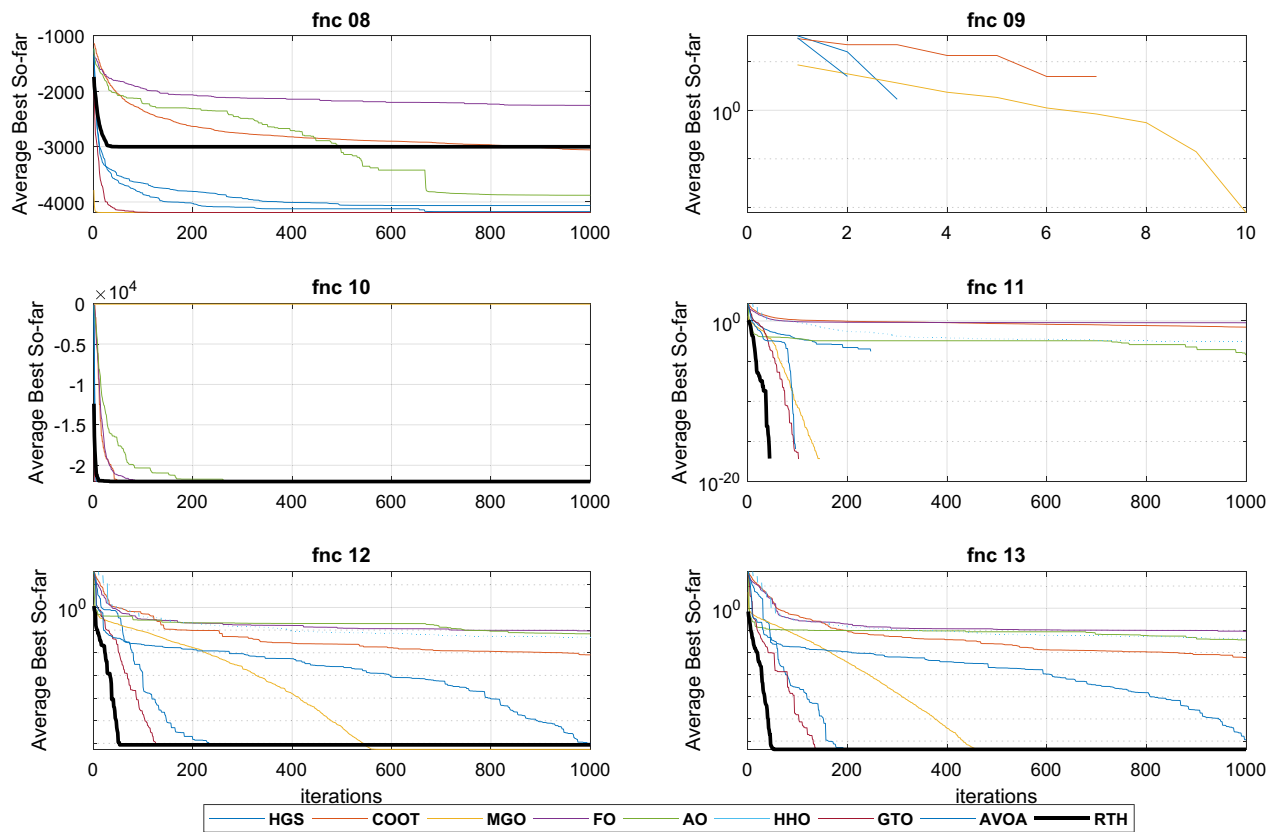 fnc 08
Average Best So-far
-1000
-2000
-3000
-4000
0 200 400 600 800 1000
fnc 09
Average Best So-far
10^0
0 2 4 6 8 10
fnc 10
×10^4
Average Best So-far
0
-0.5
-1
-1.5
-2
0 200 400 600 800 1000
fnc 11
Average Best So-far
10^0
10^-20
0 200 400 600 800 1000
fnc 12
Average Best So-far
10^0
0 200 400 600 800 1000
iterations
fnc 13
Average Best So-far
10^0
0 200 400 600 800 1000
iterations
HGS COOT MGO FO AO HHO GTO AVOA RTH